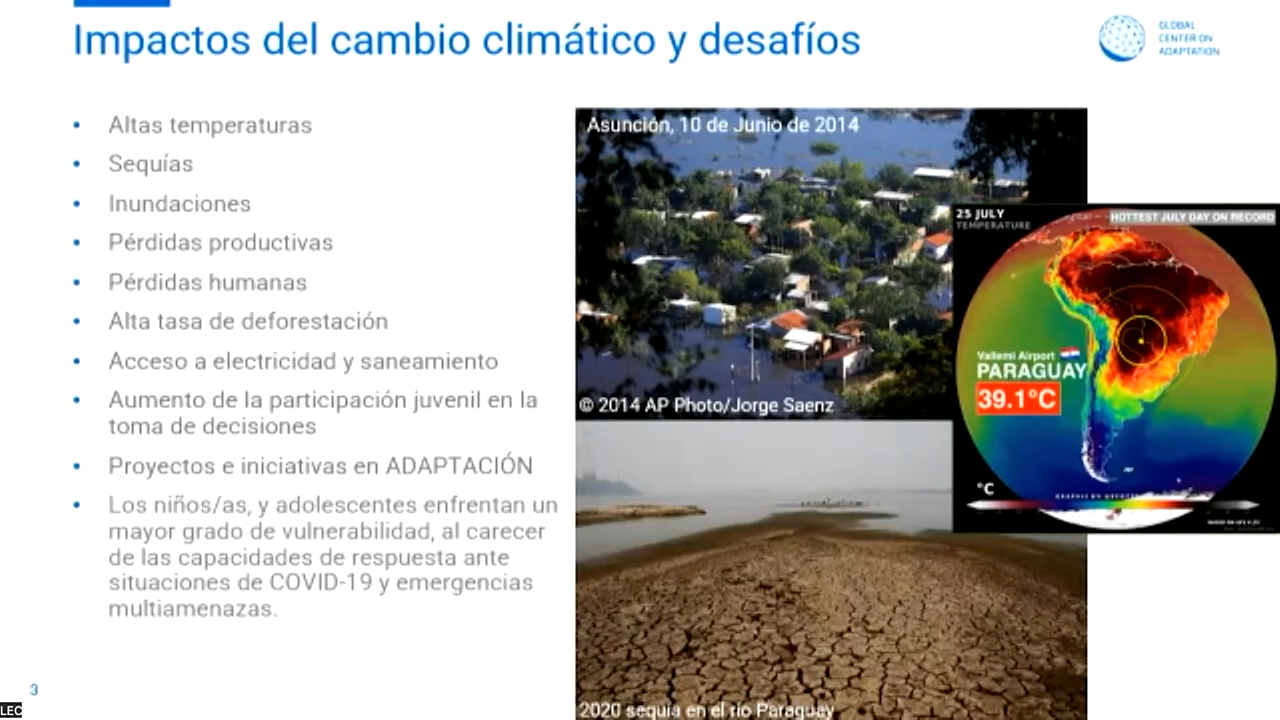 Impactos del cambio climático y desafíos
GLOBAL
CENTER ON
ADAPTATION
• Altas temperaturas
• Sequías
• Inundaciones
• Pérdidas productivas
• Pérdidas humanas
• Alta tasa de deforestación
• Acceso a electricidad y saneamiento
• Aumento de la participación juvenil en la
toma de decisiones
• Proyectos e iniciativas en ADAPTACIÓN
• Los niños/as, y adolescentes enfrentan un
mayor grado de vulnerabilidad, al carecer
de las capacidades de respuesta ante
situaciones de COVID-19 y emergencias
multiamenazas.
Asunción, 10 de Junio de 2014
© 2014 AP Photo/Jorge Saenz
25 JULY
TEMPERATURE
HOTTEST JULY DAY ON RECORD
Vallemi Airport
PARAGUAY
39.1°C
°C
2020 sequia en el río Paraguay
3
LEC